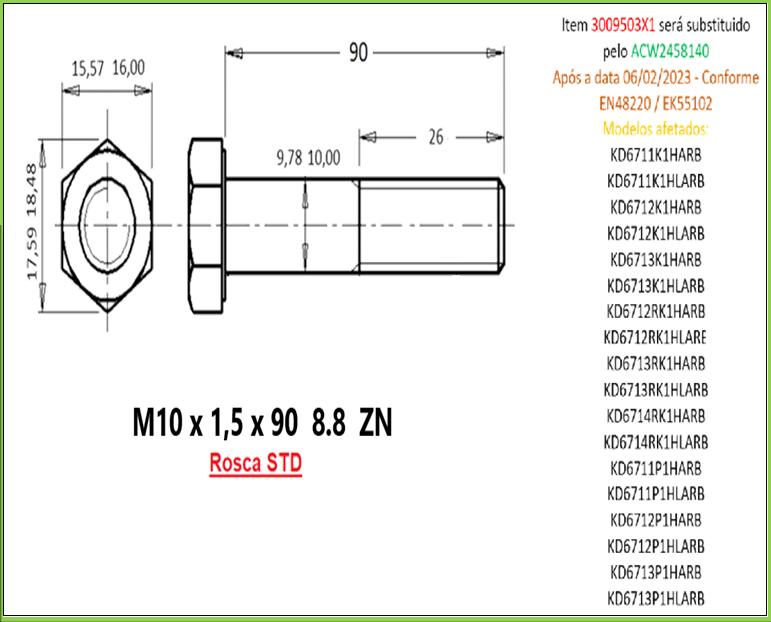 90
15,57 16,00
26
9,78 10,00
17,59 18,48
M10 x 1,5 x 90 8.8 ZN
Rosca STD
Item 3009503X1 será substituido
pelo ACW2458140
Após a data 06/02/2023 - Conforme
EN48220 / EK55102
Modelos afetados:
KD6711K1HARB
KD6711K1HLARB
KD6712K1HARB
KD6712K1HLARB
KD6713K1HARB
KD6713K1HLARB
KD6712RK1HARB
KD6712RK1HLARE
KD6713RK1HARB
KD6713RK1HLARB
KD6714RK1HARB
KD6714RK1HLARB
KD6711P1HARB
KD6711P1HLARB
KD6712P1HARB
KD6712P1HLARB
KD6713P1HARB
KD6713P1HLARB